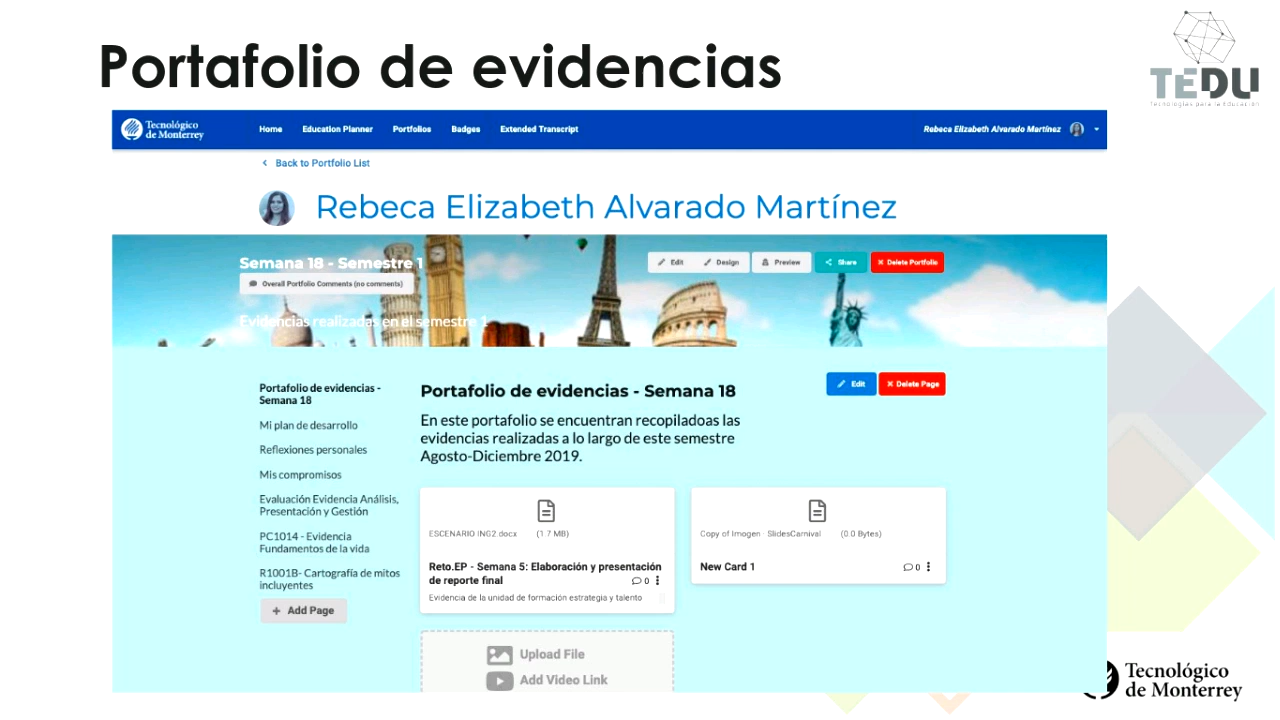 Portafolio de evidencias
TEDU
Tecnologías para la Educación
Tecnológico
de Monterrey
Home Education Planner Portfolios Badges Extended Transcript
Rebeca Elizabeth Alvarado Martínez
Back to Portfolio List
Rebeca Elizabeth Alvarado Martínez
Semana 18 - Semestre 1
Edit Design Preview Share Delete Portfolio
Overall Portfolio Comments (no comments)
Evidencias realizadas en el semestre 1
Portafolio de evidencias -
Semana 18
Mi plan de desarrollo
Reflexiones personales
Mis compromisos
Evaluación Evidencia Análisis,
Presentación y Gestión
PC1014 - Evidencia
Fundamentos de la vida
R1001B- Cartografía de mitos
incluyentes
+ Add Page
Portafolio de evidencias - Semana 18
Edit Delete Page
En este portafolio se encuentran recopiladoas las
evidencias realizadas a lo largo de este semestre
Agosto-Diciembre 2019.
ESCENARIO ING2.docx (1.7 MB)
Reto.EP - Semana 5: Elaboración y presentación
de reporte final 0
Evidencia de la unidad de formación estrategia y talento
Copy of Imogen SlidesCarnival (0.0 Bytes)
New Card 1 0
Upload File
Add Video Link
Tecnológico
de Monterrey